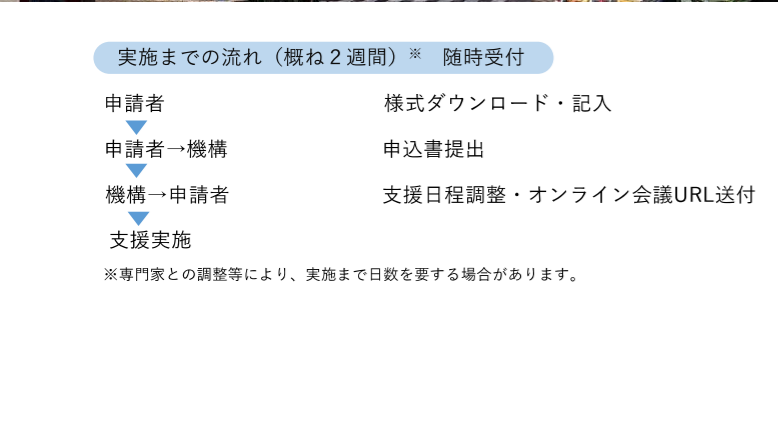 実施までの流れ（概ね２週間）※　随時受付
申請者　様式ダウンロード・記入
申請者→機構　申込書提出
機構→申請者　支援日程調整・オンライン会議URL送付
支援実施
※専門家との調整等により、実施まで日数を要する場合があります。